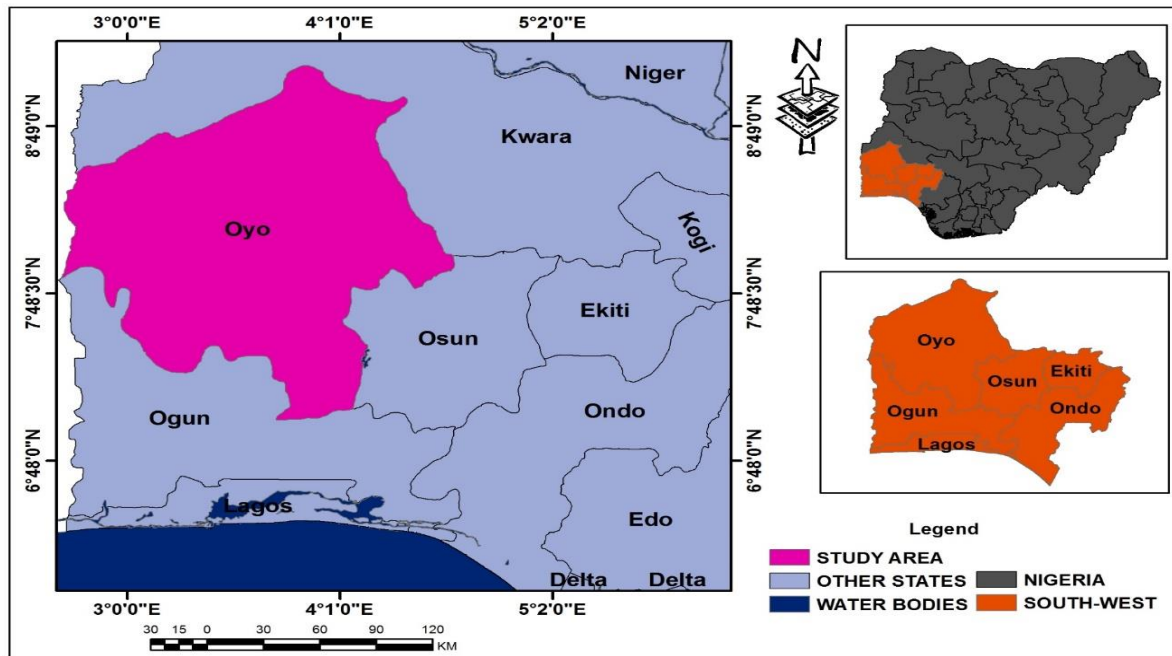 3°0'0"E 4°1'0"E 5°2'0"E
N
Niger
8°49'0"N
Kwara
8°49'0"N
Oyo
Kogi
7°48'30"N
7°48'30"N
Ekiti
Osun
Ogun
Ondo
6°48'0"N
6°48'0"N
Lagos
Edo
Delta Delta
3°0'0"E 4°1'0"E 5°2'0"E
30 15 0 30 60 90 120
KM
Oyo
Osun
Ekiti
Ogun
Ondo
Lagos
Legend
STUDY AREA
OTHER STATES
NIGERIA
WATER BODIES
SOUTH-WEST